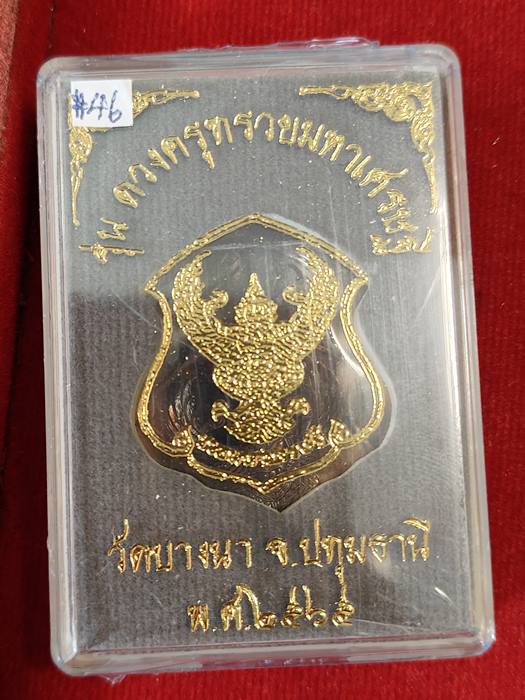 #46
รุ่น ดวงครุฑรวยมหาเศรษฐี
วัดบางนา จ.ปทุมธานี
พ.ศ.๒๕๖๕